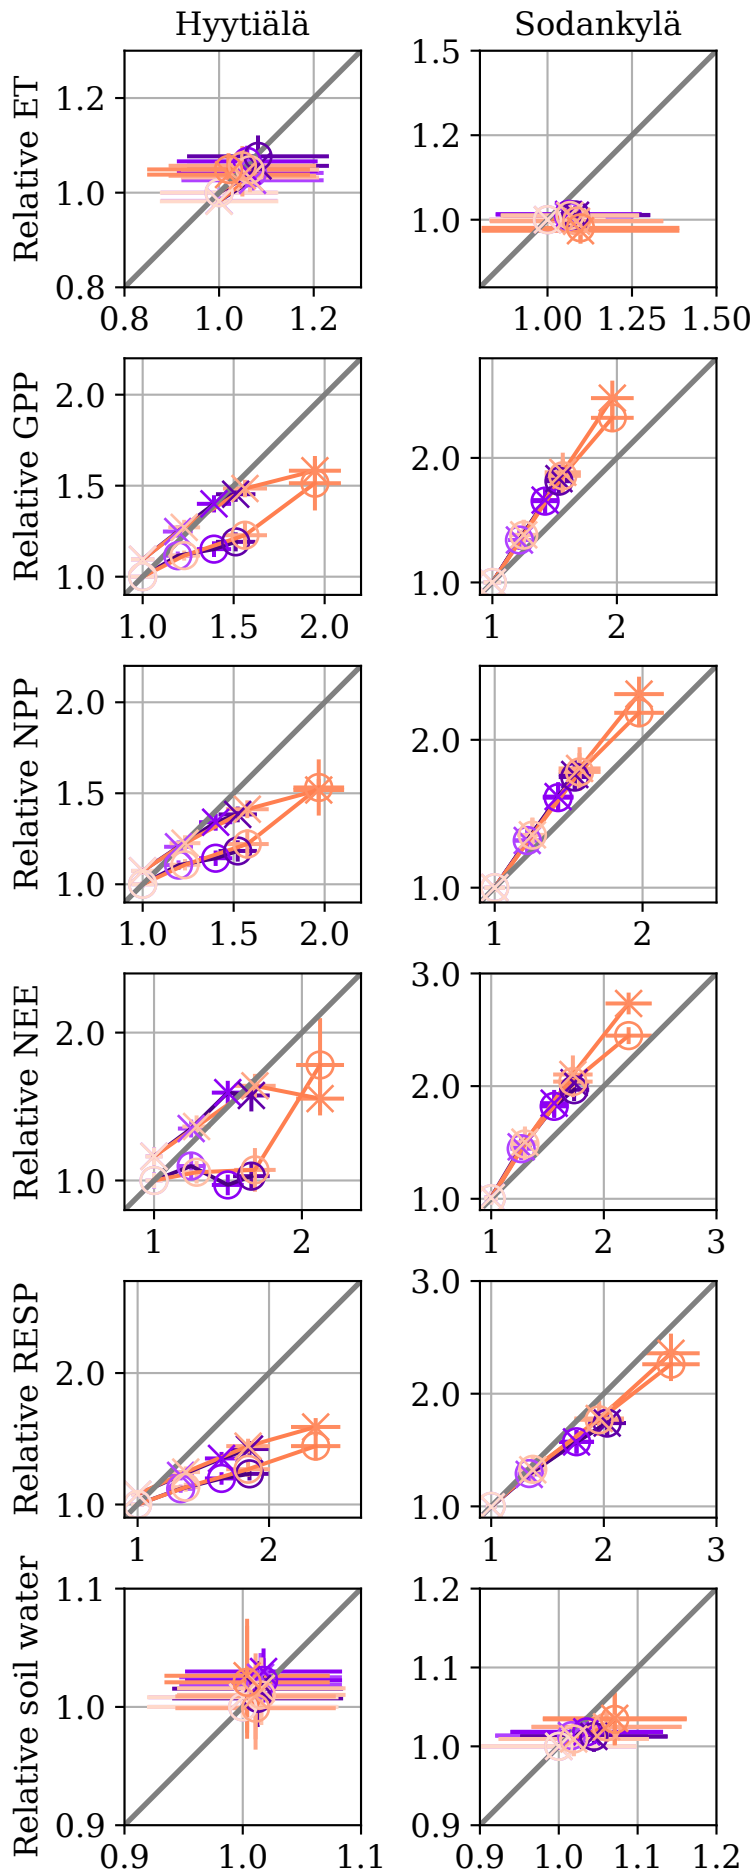 Hyytiälä Sodankylä
Relative ET
1.2
1.0
0.8
0.8 1.0 1.2
1.5
1.2
1.0
1.00 1.25 1.50
Relative GPP
2.0
1.5
1.0
1.0 1.5 2.0
2.0
1.0
1 2
Relative NPP
2.0
1.5
1.0
1.0 1.5 2.0
2.0
1.0
1 2
Relative NEE
2.0
1.0
1 2
3.0
2.0
1.0
1 2 3
Relative RESP
2.0
1.0
1 2
3.0
2.0
1.0
1 2 3
Relative soil water
1.1
1.0
0.9
0.9 1.0 1.1
1.2
1.1
1.0
0.9
0.9 1.0 1.1 1.2